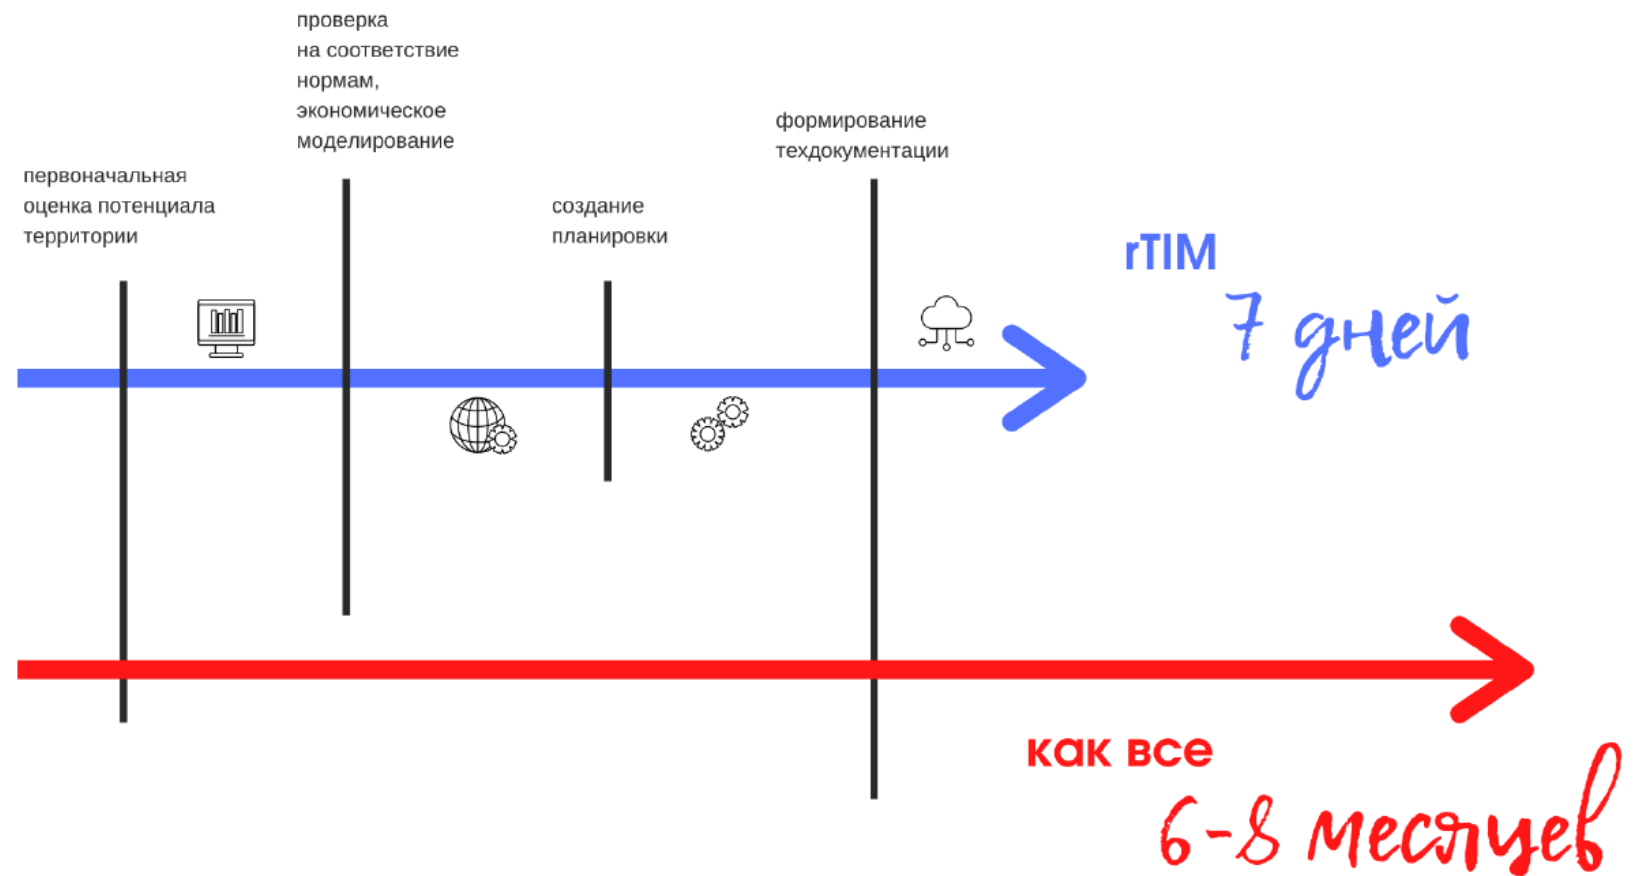 проверка
на соответствие
нормам,
экономическое
моделирование
первоначальная
оценка потенциала
территории
создание
планировки
формирование
техдокументации
rTIM
7 дней
как все
6-8 месяцев